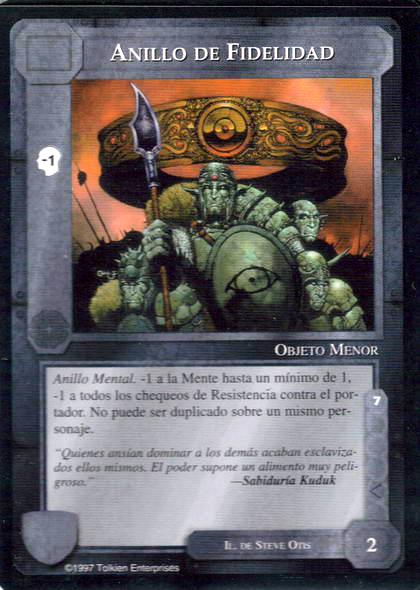 ANILLO DE FIDELIDAD
-1
OBJETO MENOR
Anillo Mental. -1 a la Mente hasta un mínimo de 1,
-1 a todos los chequeos de Resistencia contra el por-
tador. No puede ser duplicado sobre un mismo per-
sonaje.
7
"Quienes ansían dominar a los demás acaban esclaviza-
dos ellos mismos. El poder supone un alimento muy peli-
groso." —Sabiduría Kuduk
IL. DE STEVE OTIS
2
©1997 Tolkien Enterprises